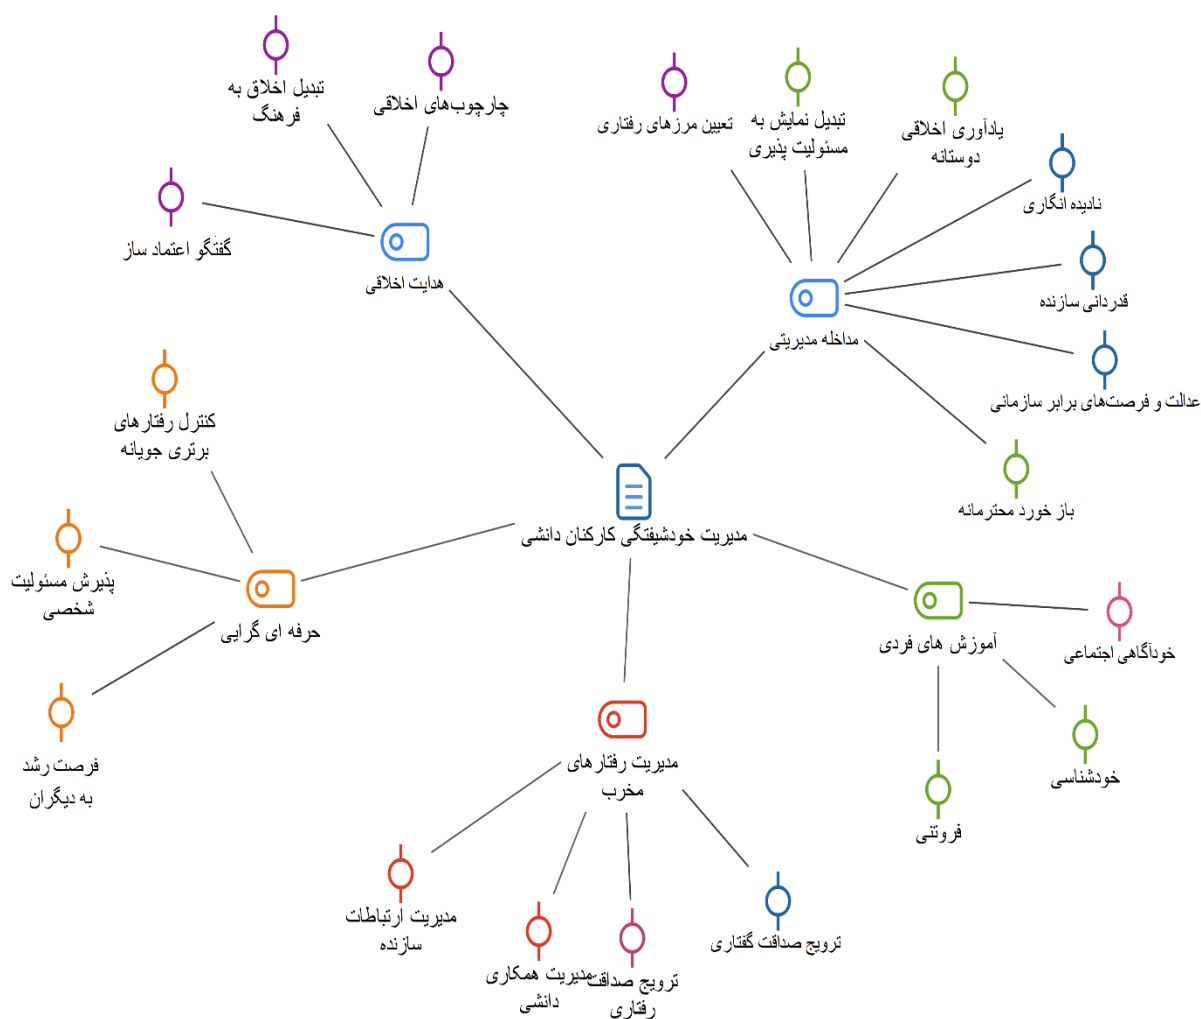 تبدیل اخلاق به
فرهنگ
چارچوب‌های اخلاقی
گفتگو اعتماد ساز
هدایت اخلاقی
تعیین مرزهای رفتاری
تبدیل نمایش به
مسئولیت پذیری
یادآوری اخلاقی
دوستانه
نادیده انگاری
قدردانی سازنده
عدالت و فرصت‌های برابر سازمانی
باز خورد محترمانه
مداخله مدیریتی
کنترل رفتارهای
برتری جویانه
پذیرش مسئولیت
شخصی
حرفه ای گرایی
فرصت رشد
به دیگران
مدیریت خودشیفتگی کارکنان دانشی
آموزش های فردی
خودآگاهی اجتماعی
خودشناسی
فروتنی
مدیریت رفتارهای
مخرب
مدیریت ارتباطات
سازنده
مدیریت همکاری
دانشی
ترویج صداقت
رفتاری
ترویج صداقت گفتاری